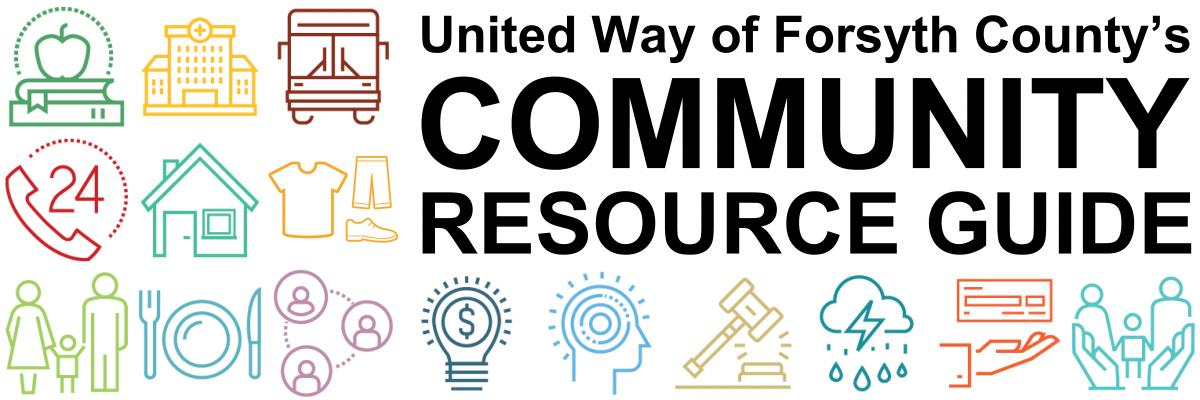 United Way of Forsyth County’s
COMMUNITY
RESOURCE GUIDE
24
$